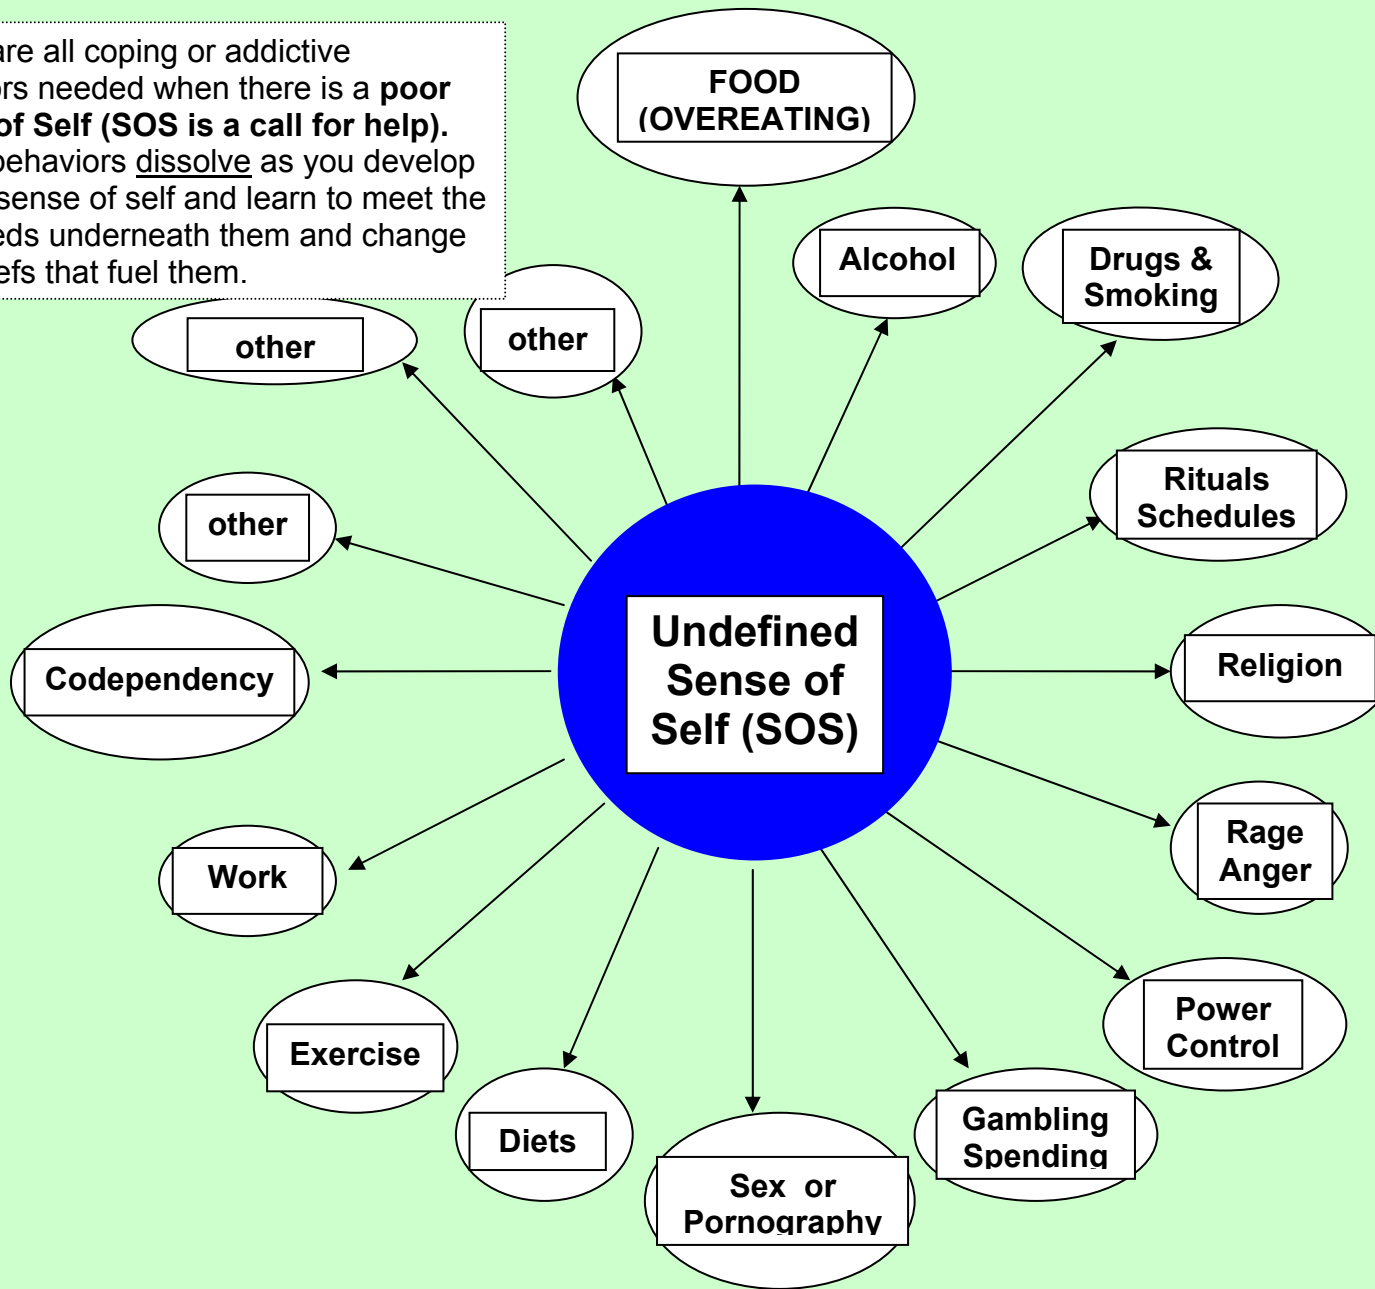 are all coping or addictive
needed when there is a poor
of Self (SOS is a call for help).
behaviors dissolve as you develop
sense of self and learn to meet the
underneath them and change
that fuel them.
FOOD
(OVEREATING)
Alcohol
Drugs &
Smoking
other
other
Rituals
Schedules
other
Undefined
Sense of
Self (SOS)
Codependency
Religion
Work
Rage
Anger
Exercise
Power
Control
Diets
Gambling
Spending
Sex or
Pornography